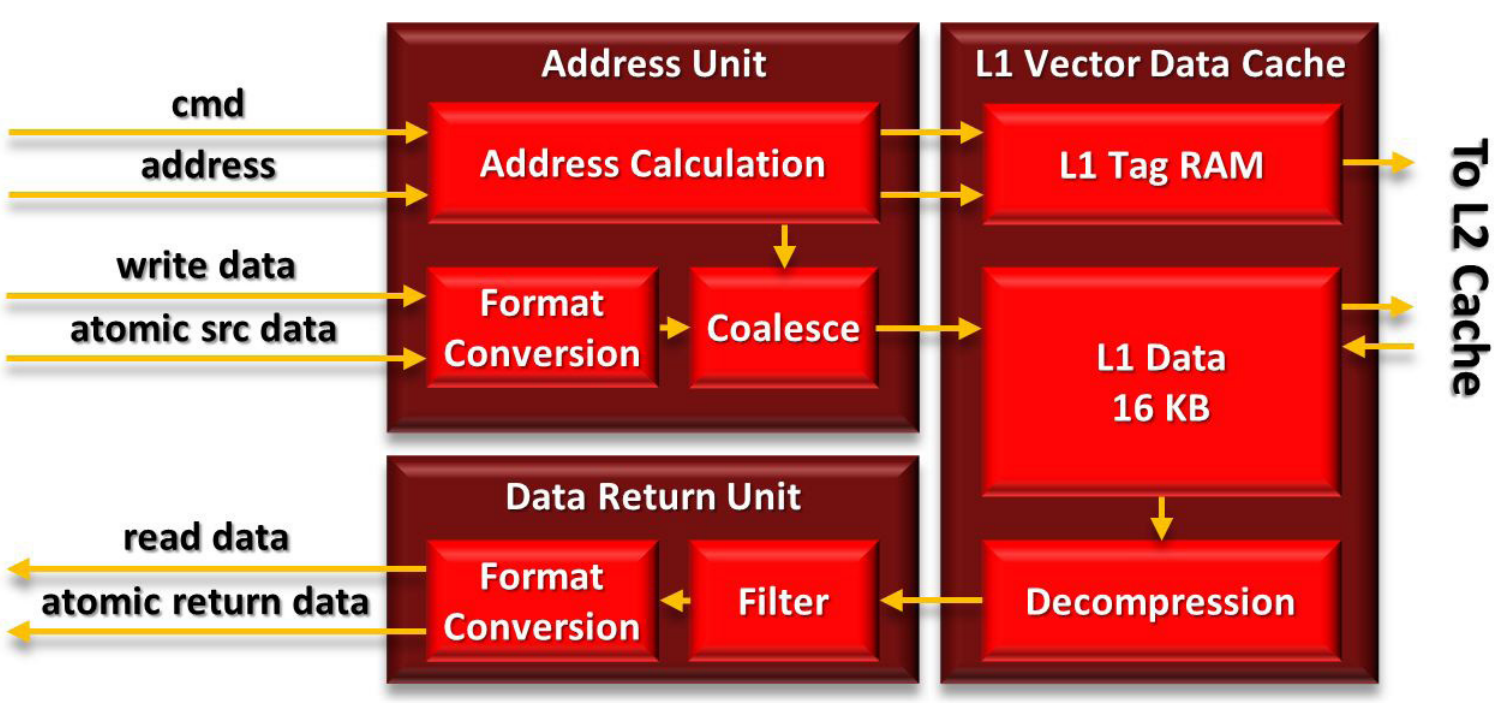 Address Unit
L1 Vector Data Cache
cmd
address
Address Calculation
L1 Tag RAM
write data
atomic src data
Format
Conversion
Coalesce
L1 Data
16 KB
To L2 Cache
Data Return Unit
read data
atomic return data
Format
Conversion
Filter
Decompression